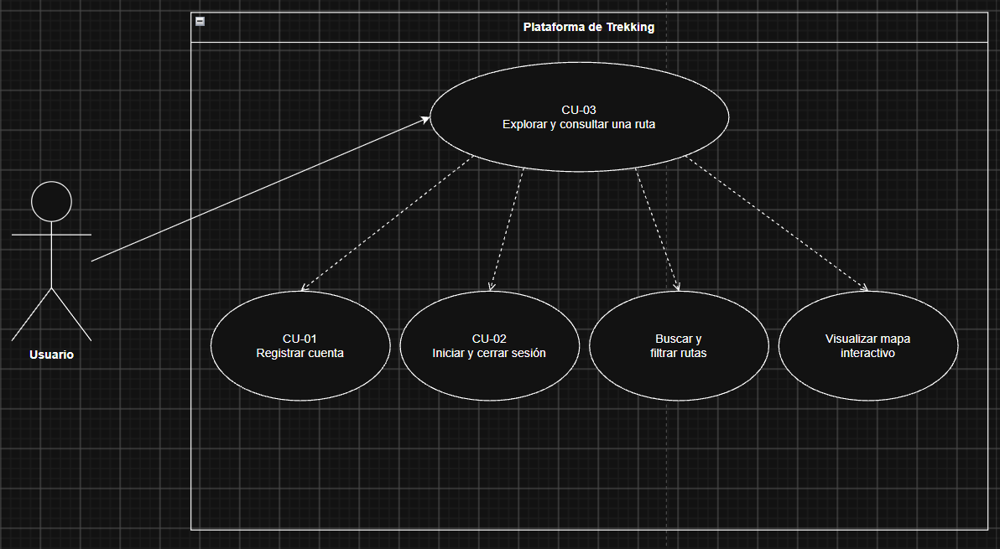 Plataforma de Trekking
CU-03
Explorar y consultar una ruta
Usuario
CU-01
Registrar cuenta
CU-02
Iniciar y cerrar sesión
Buscar y
filtrar rutas
Visualizar mapa
interactivo